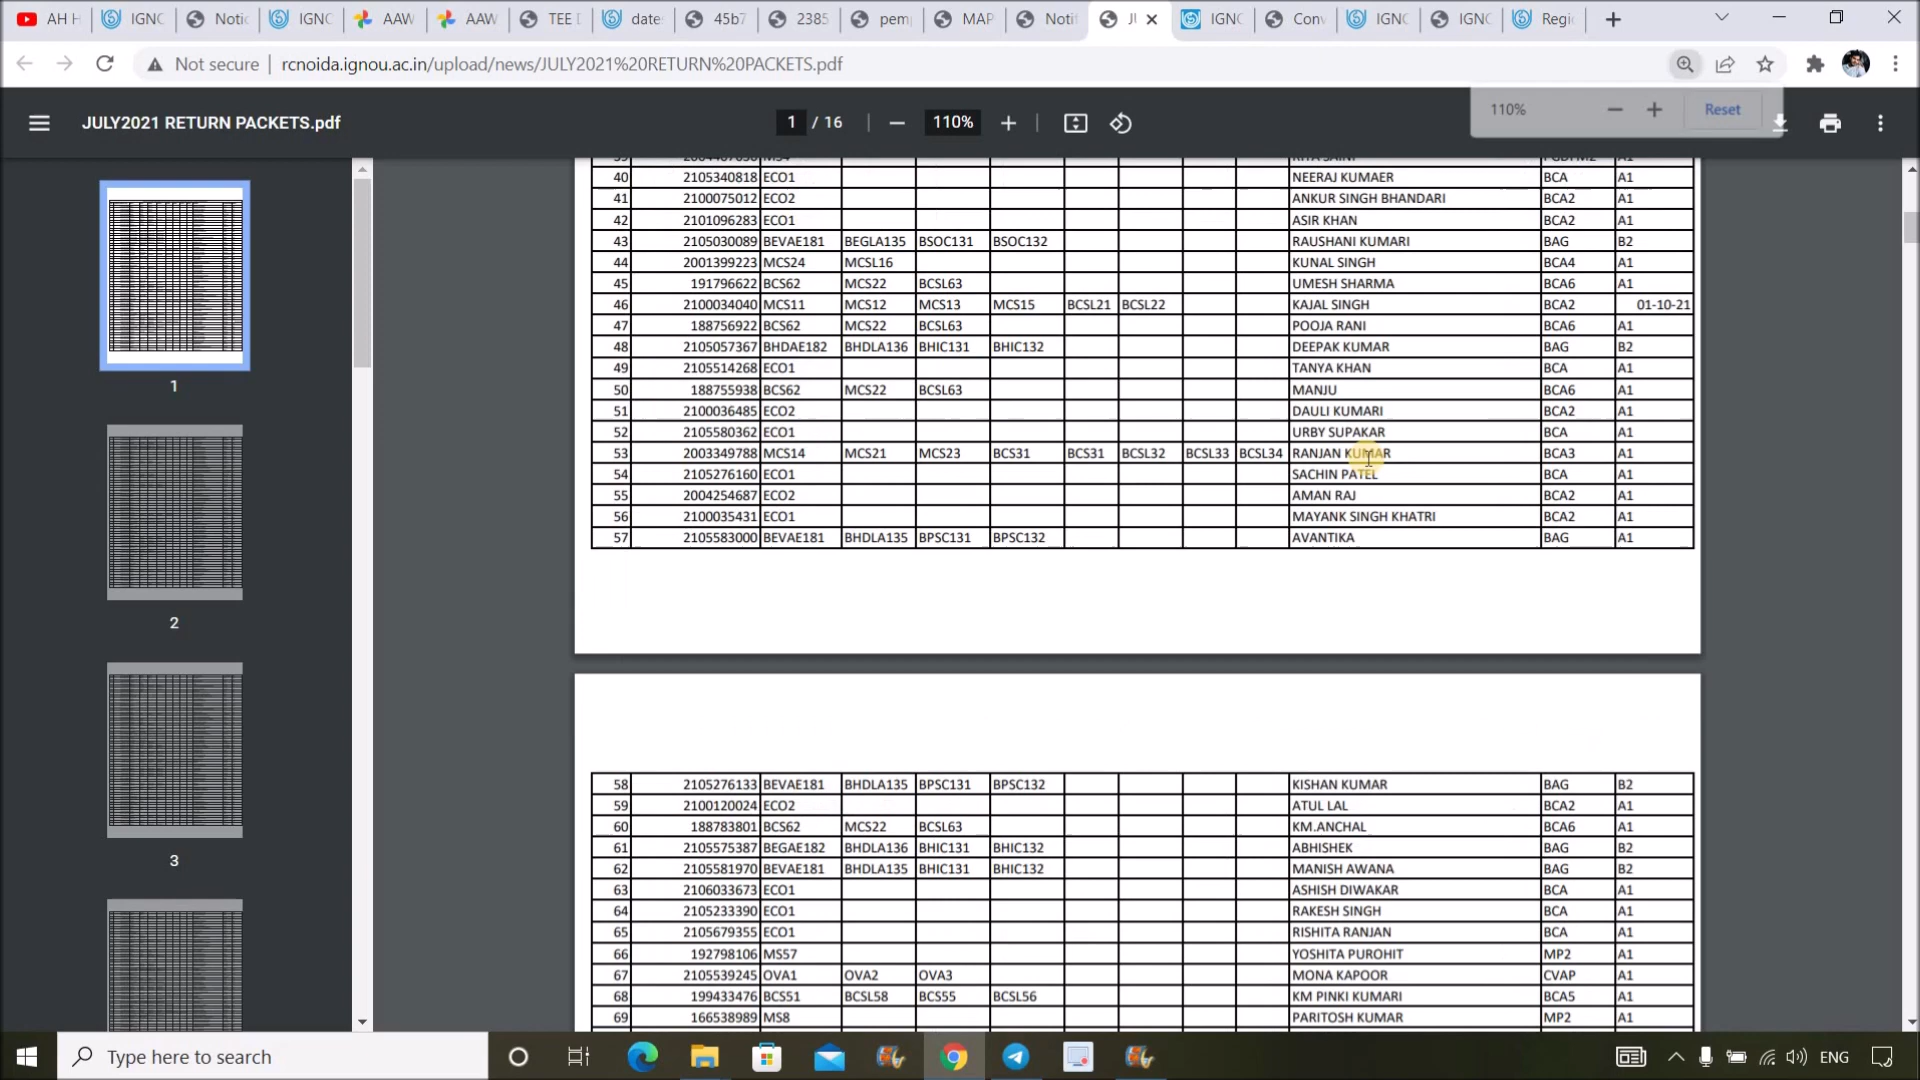 AH H IGNC Notic IGNC AAW AAW TEE D date 45b7 2385 pemp MAP Notif JU IGNC Conv IGNC IGNC Regio
Not secure rcnoida.ignou.ac.in/upload/news/JULY2021%20RETURN%20PACKETS.pdf
JULY2021 RETURN PACKETS.pdf 1 / 16 110%
110% Reset
40 2105340818 ECO1 NEERAJ KUMAER BCA A1
41 2100075012 ECO2 ANKUR SINGH BHANDARI BCA2 A1
42 2101096283 ECO1 ASIR KHAN BCA2 A1
43 2105030089 BEVAE181 BEGLA135 BSOC131 BSOC132 RAUSHANI KUMARI BAG B2
44 2001399223 MCS24 MCSL16 KUNAL SINGH BCA4 A1
45 191796622 BCS62 MCS22 BCSL63 UMESH SHARMA BCA6 A1
46 2100034040 MCS11 MCS12 MCS13 MCS15 BCSL21 BCSL22 KAJAL SINGH BCA2 01-10-21
47 188756922 BCS62 MCS22 BCSL63 POOJA RANI BCA6 A1
48 2105057367 BHDAE182 BHDLA136 BHIC131 BHIC132 DEEPAK KUMAR BAG B2
49 2105514268 ECO1 TANYA KHAN BCA A1
50 188755938 BCS62 MCS22 BCSL63 MANJU BCA6 A1
51 2100036485 ECO2 DAULI KUMARI BCA2 A1
52 2105580362 ECO1 URBY SUPAKAR BCA A1
53 2003349788 MCS14 MCS21 MCS23 BCS31 BCS31 BCSL32 BCSL33 BCSL34 RANJAN KUMAR BCA3 A1
54 2105276160 ECO1 SACHIN PATEL BCA A1
55 2004254687 ECO2 AMAN RAJ BCA2 A1
56 2100035431 ECO1 MAYANK SINGH KHATRI BCA2 A1
57 2105583000 BEVAE181 BHDLA135 BPSC131 BPSC132 AVANTIKA BAG A1
58 2105276133 BEVAE181 BHDLA135 BPSC131 BPSC132 KISHAN KUMAR BAG B2
59 2100120024 ECO2 ATUL LAL BCA2 A1
60 188783801 BCS62 MCS22 BCSL63 KM.ANCHAL BCA6 A1
61 2105575387 BEGAE182 BHDLA136 BHIC131 BHIC132 ABHISHEK BAG B2
62 2105581970 BEVAE181 BHDLA135 BHIC131 BHIC132 MANISH AWANA BAG B2
63 2106033673 ECO1 ASHISH DIWAKAR BCA A1
64 2105233390 ECO1 RAKESH SINGH BCA A1
65 2105679355 ECO1 RISHITA RANJAN BCA A1
66 192798106 MS57 YOSHITA PUROHIT MP2 A1
67 2105539245 OVA1 OVA2 OVA3 MONA KAPOOR CVAP A1
68 199433476 BCS51 BCSL58 BCS55 BCSL56 KM PINKI KUMARI BCA5 A1
69 166538989 MS8 PARITOSH KUMAR MP2 A1
1
2
3
Type here to search ENG